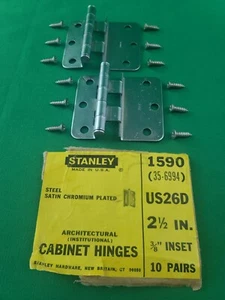 STANLEY
MADE IN U.S.A.
STEEL
SATIN CHROMIUM PLATED
ARCHITECTURAL
(INSTITUTIONAL)
CABINET HINGES
STANLEY HARDWARE, NEW BRITAIN, CT 06050
1590
(35-6994)
US26D
2½ IN.
⅜" INSET
10 PAIRS